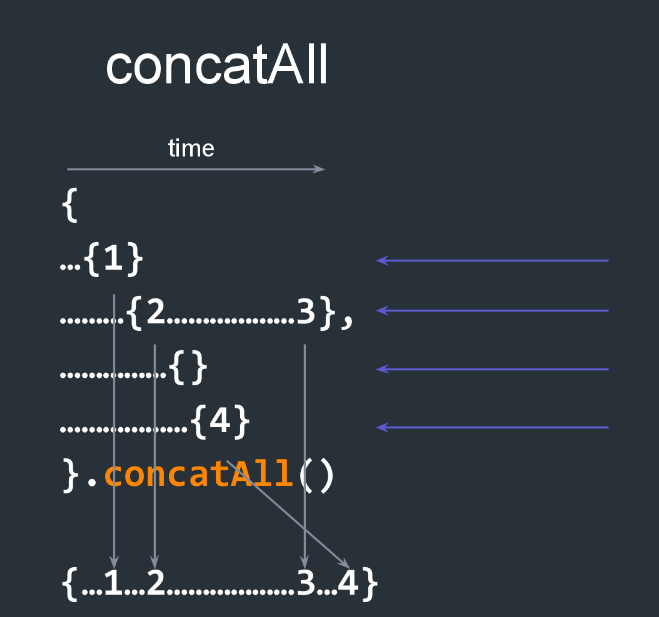 concatAll
time
{
…{1}
………{2………………3},
……………{}
………………{4}
}.concatAll()
{…1…2………………3…4}